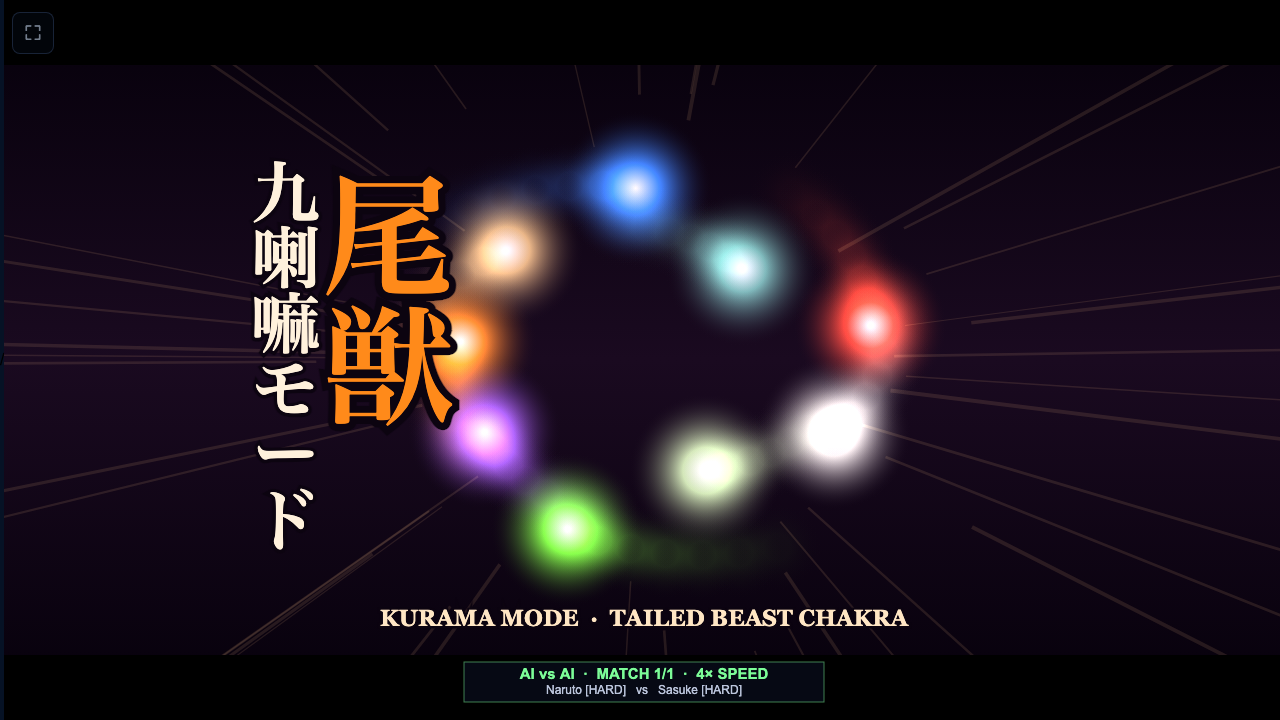 尾獣
九喇嘛モード
KURAMA MODE · TAILED BEAST CHAKRA
AI vs AI · MATCH 1/1 · 4× SPEED
Naruto [HARD] vs Sasuke [HARD]